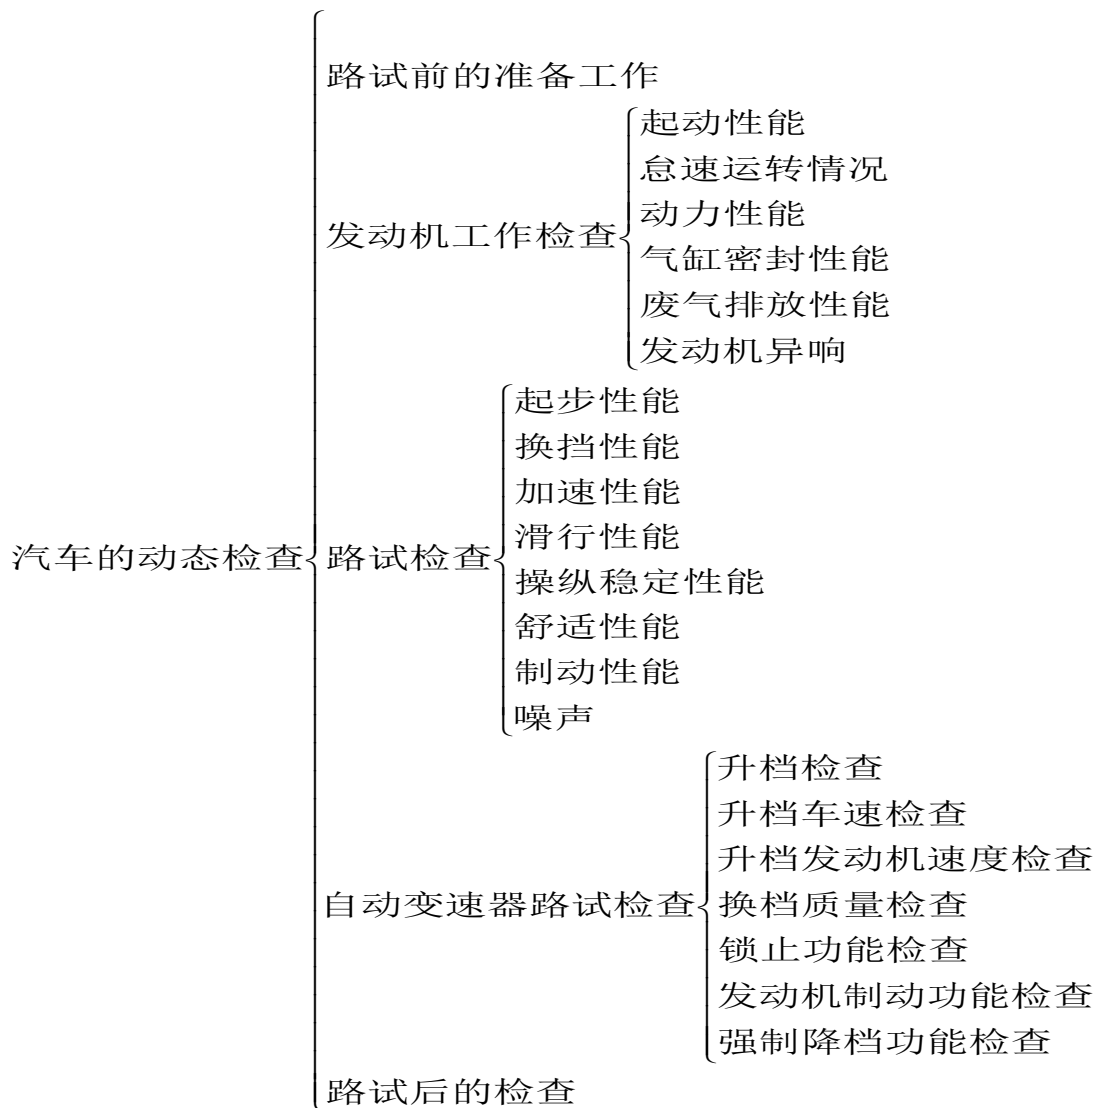 路试前的准备工作
起动性能
怠速运转情况
动力性能
发动机工作检查
气缸密封性能
废气排放性能
发动机异响
起步性能
换挡性能
加速性能
滑行性能
汽车的动态检查
路试检查
操纵稳定性能
舒适性能
制动性能
噪声
升档检查
升档车速检查
升档发动机速度检查
自动变速器路试检查
换档质量检查
锁止功能检查
发动机制动功能检查
强制降档功能检查
路试后的检查